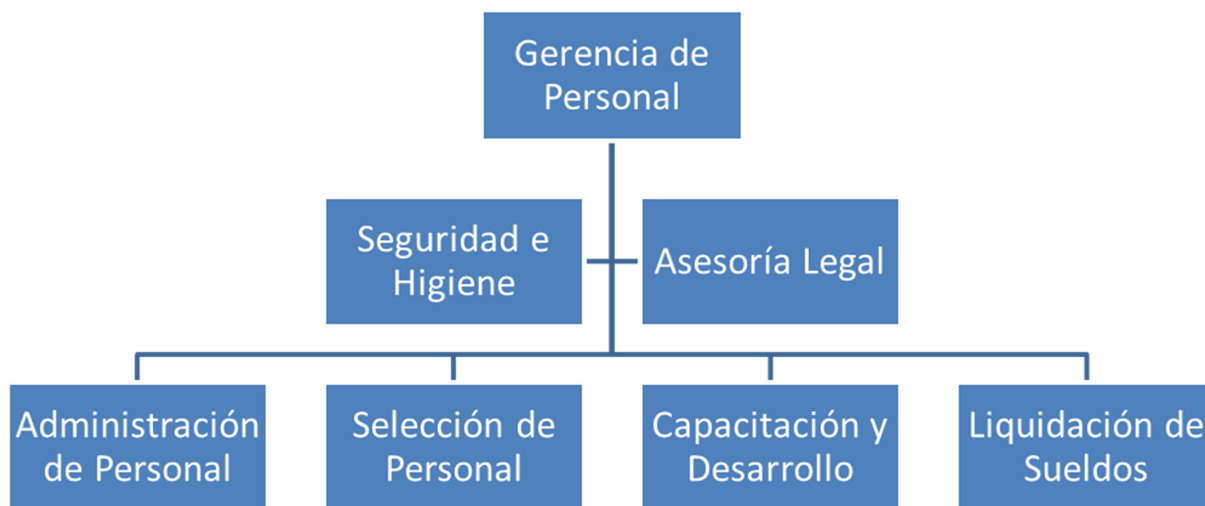 Gerencia de
Personal
Seguridad e
Higiene
Asesoría Legal
Administración
de Personal
Selección de
Personal
Capacitación y
Desarrollo
Liquidación de
Sueldos